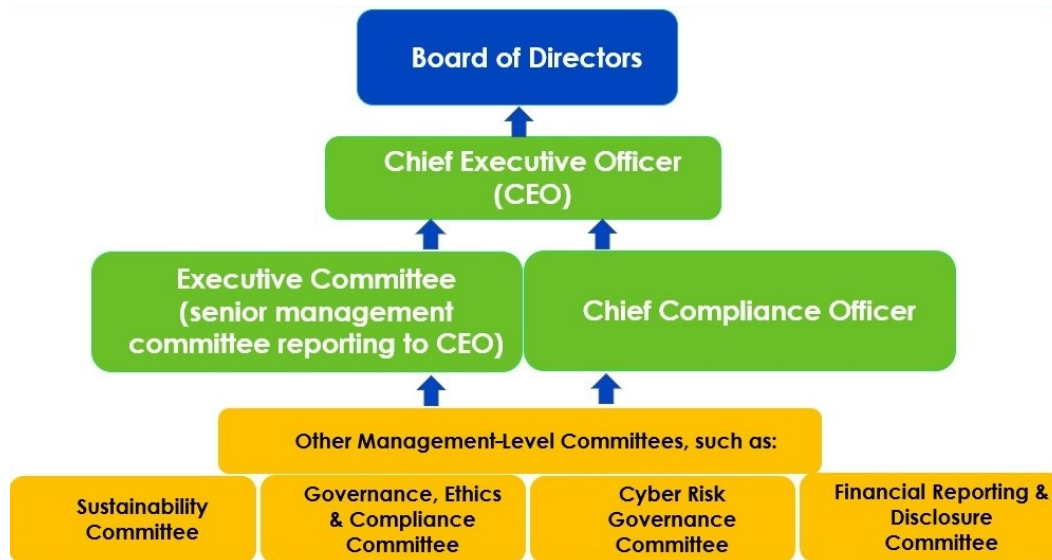 Board of Directors
Chief Executive Officer
(CEO)
Executive Committee
(senior management
committee reporting to CEO)
Chief Compliance Officer
Other Management-Level Committees, such as:
Sustainability
Committee
Governance, Ethics
& Compliance
Committee
Cyber Risk
Governance
Committee
Financial Reporting &
Disclosure
Committee